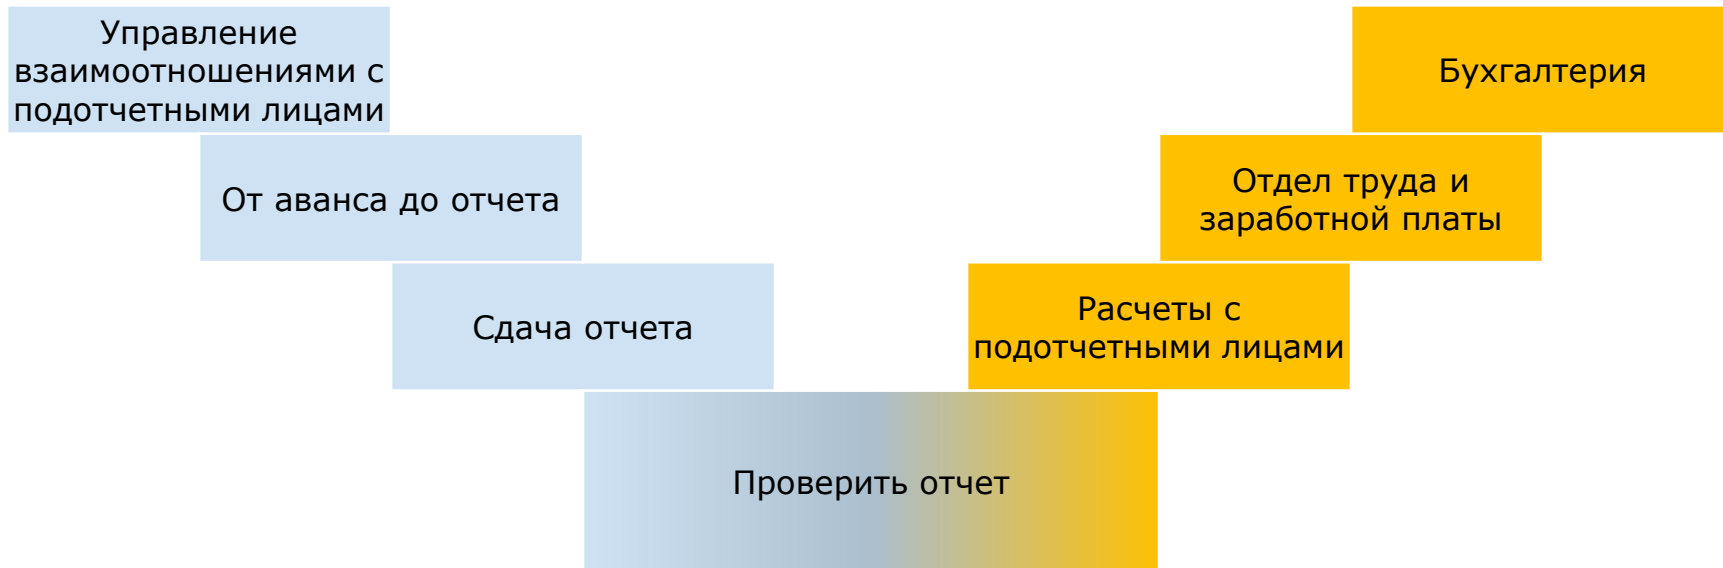 Управление
взаимоотношениями с
подотчетными лицами
Бухгалтерия
От аванса до отчета
Отдел труда и
заработной платы
Сдача отчета
Расчеты с
подотчетными лицами
Проверить отчет